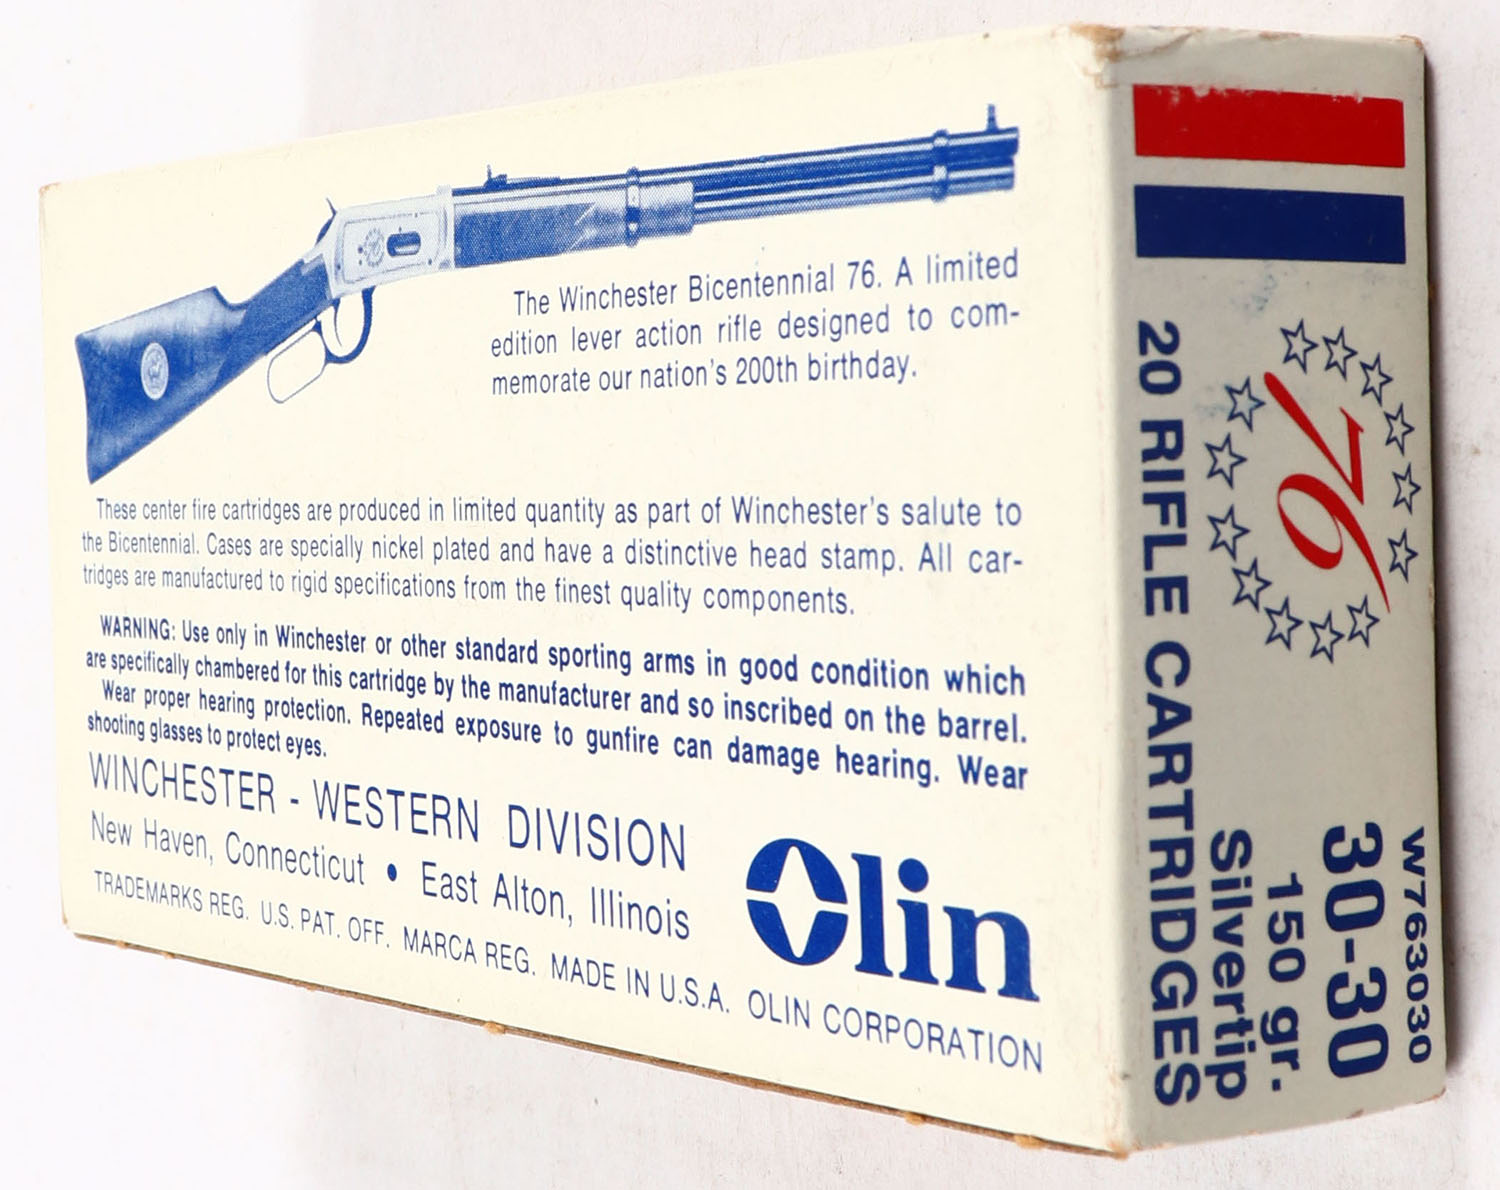 The Winchester Bicentennial 76. A limited
edition lever action rifle designed to com-
memorate our nation's 200th birthday.
These center fire cartridges are produced in limited quantity as part of Winchester's salute to
the Bicentennial. Cases are specially nickel plated and have a distinctive head stamp. All car-
tridges are manufactured to rigid specifications from the finest quality components.
WARNING: Use only in Winchester or other standard sporting arms in good condition which
are specifically chambered for this cartridge by the manufacturer and so inscribed on the barrel.
Wear proper hearing protection. Repeated exposure to gunfire can damage hearing. Wear
shooting glasses to protect eyes.
WINCHESTER - WESTERN DIVISION
New Haven, Connecticut • East Alton, Illinois
TRADEMARKS REG. U.S. PAT. OFF. MARCA REG. MADE IN U.S.A. OLIN CORPORATION
Olin
76
W763030
30-30
150 gr.
Silvertip
20 RIFLE CARTRIDGES